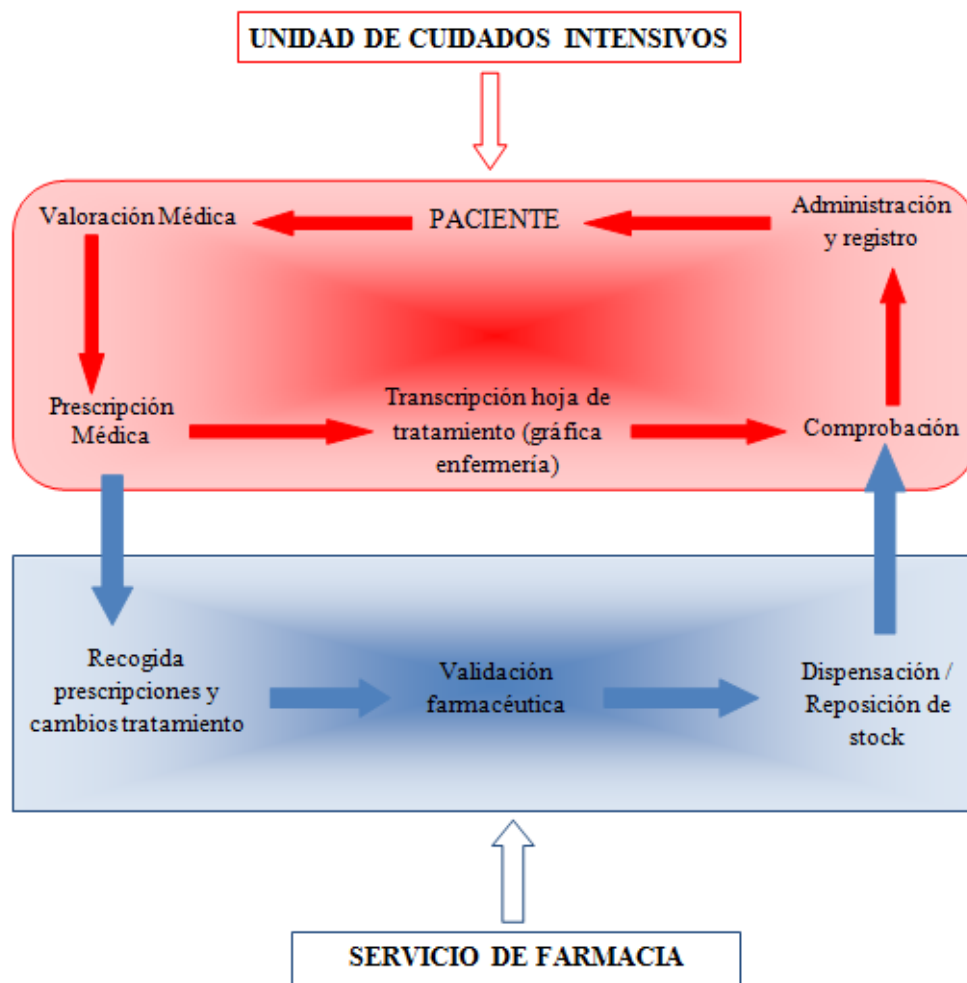 UNIDAD DE CUIDADOS INTENSIVOS
Valoración Médica
PACIENTE
Administración
y registro
Prescripción
Médica
Transcripción hoja de
tratamiento (gráfica
enfermería)
Comprobación
Recogida
prescripciones y
cambios tratamiento
Validación
farmacéutica
Dispensación /
Reposición de
stock
SERVICIO DE FARMACIA